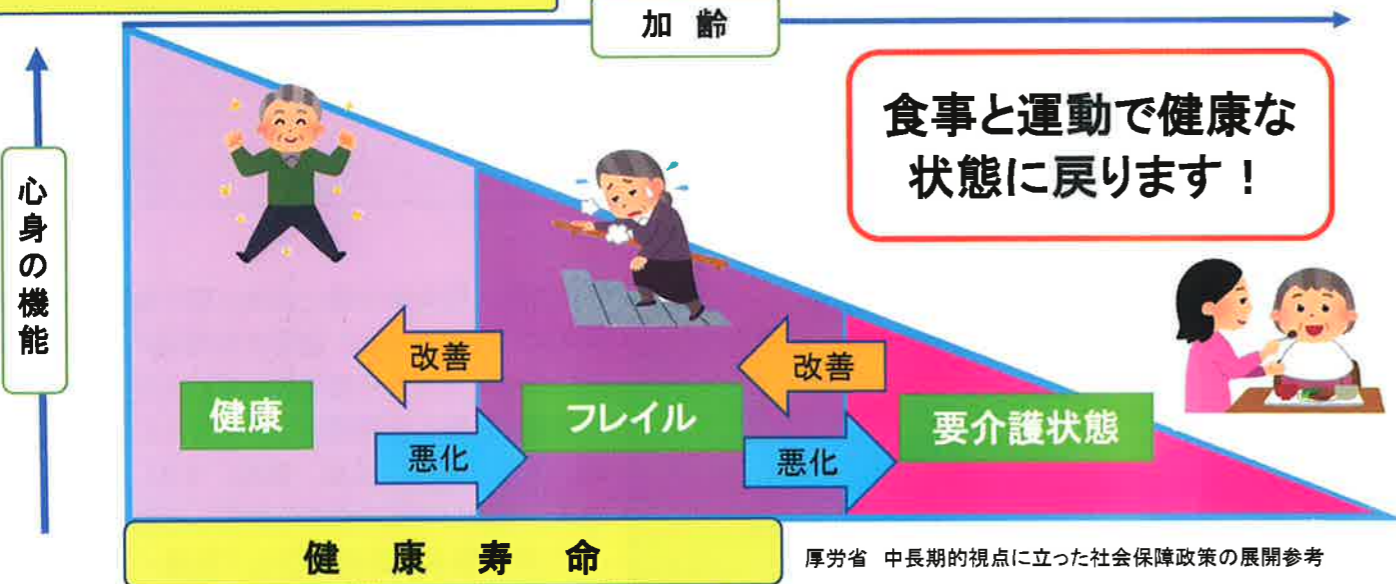 加 齢
食事と運動で健康な
状態に戻ります！
心身の機能
改善
改善
健康
フレイル
要介護状態
悪化
悪化
健 康 寿 命
厚労省 中長期的視点に立った社会保障政策の展開参考